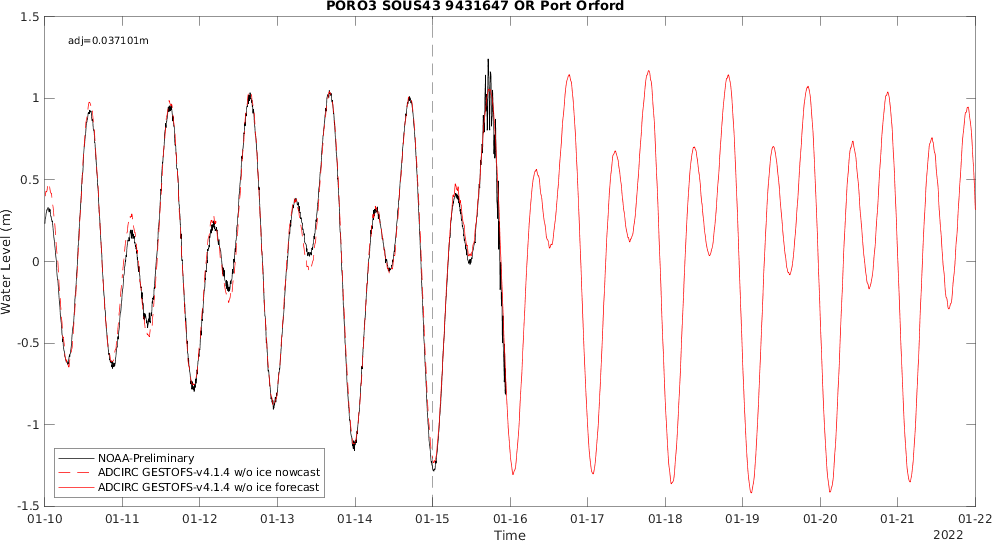 PORO3 SOUS43 9431647 OR Port Orford
adj=0.037101m
Water Level (m)
1.5
1
0.5
0
-0.5
-1
-1.5
NOAA-Preliminary
ADCIRC GESTOFS-v4.1.4 w/o ice nowcast
ADCIRC GESTOFS-v4.1.4 w/o ice forecast
01-10 01-11 01-12 01-13 01-14 01-15 01-16 01-17 01-18 01-19 01-20 01-21 01-22
Time
2022